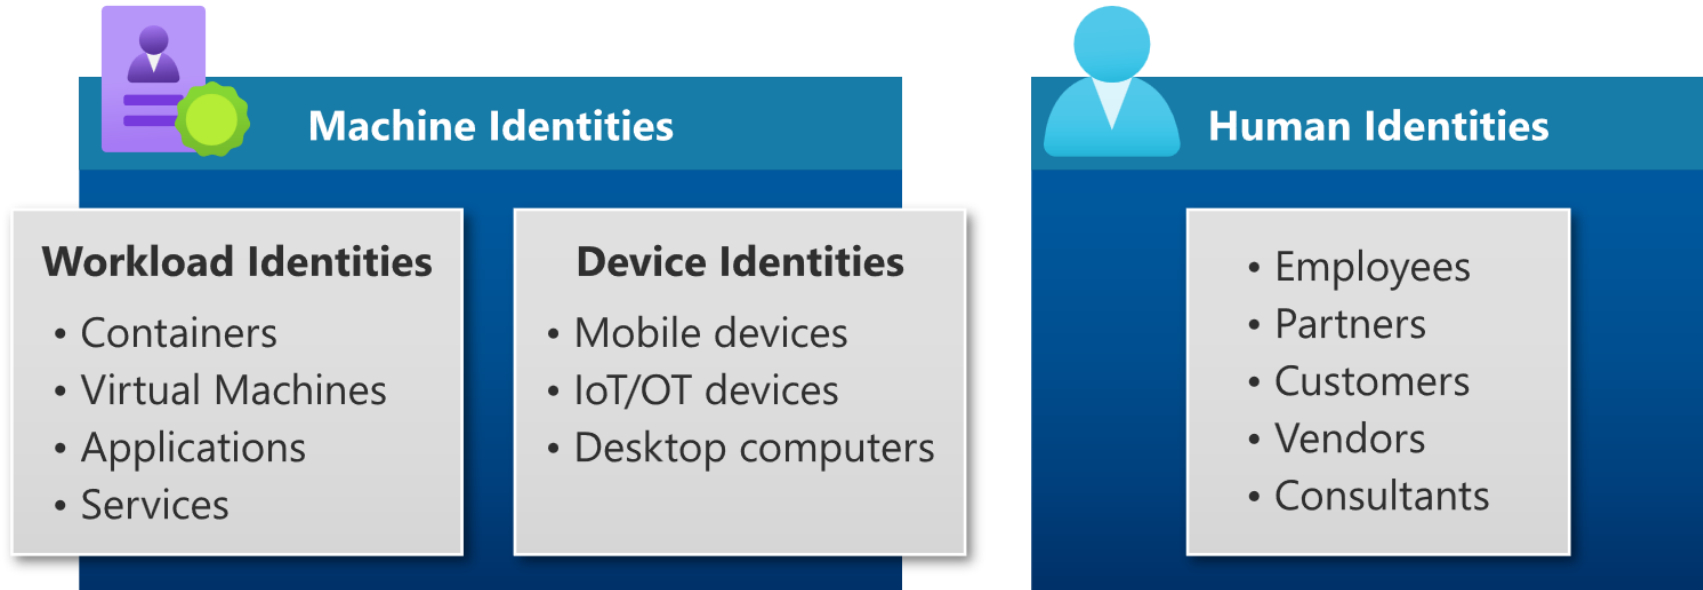 Machine Identities
Workload Identities
• Containers
• Virtual Machines
• Applications
• Services
Device Identities
• Mobile devices
• IoT/OT devices
• Desktop computers
Human Identities
• Employees
• Partners
• Customers
• Vendors
• Consultants